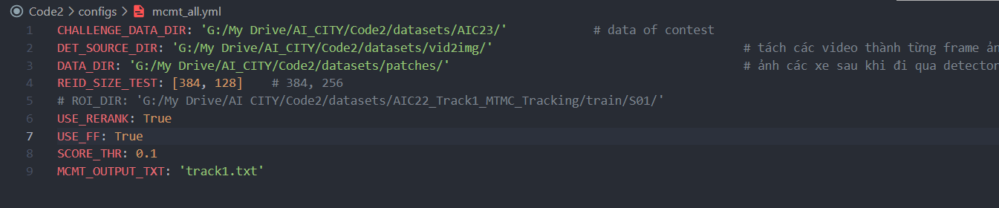 Code2 > configs > mcmt_all.yml
1 CHALLENGE_DATA_DIR: 'G:/My Drive/AI_CITY/Code2/datasets/AIC23/' # data of contest
2 DET_SOURCE_DIR: 'G:/My Drive/AI_CITY/Code2/datasets/vid2img/' # tách các video thành từng frame
3 DATA_DIR: 'G:/My Drive/AI_CITY/Code2/datasets/patches/' # ảnh các xe sau khi đi qua detector
4 REID_SIZE_TEST: [384, 128] # 384, 256
5 # ROI_DIR: 'G:/My Drive/AI CITY/Code2/datasets/AIC22_Track1_MTMC_Tracking/train/S01/'
6 USE_RERANK: True
7 USE_FF: True
8 SCORE_THR: 0.1
9 MCMT_OUTPUT_TXT: 'track1.txt'